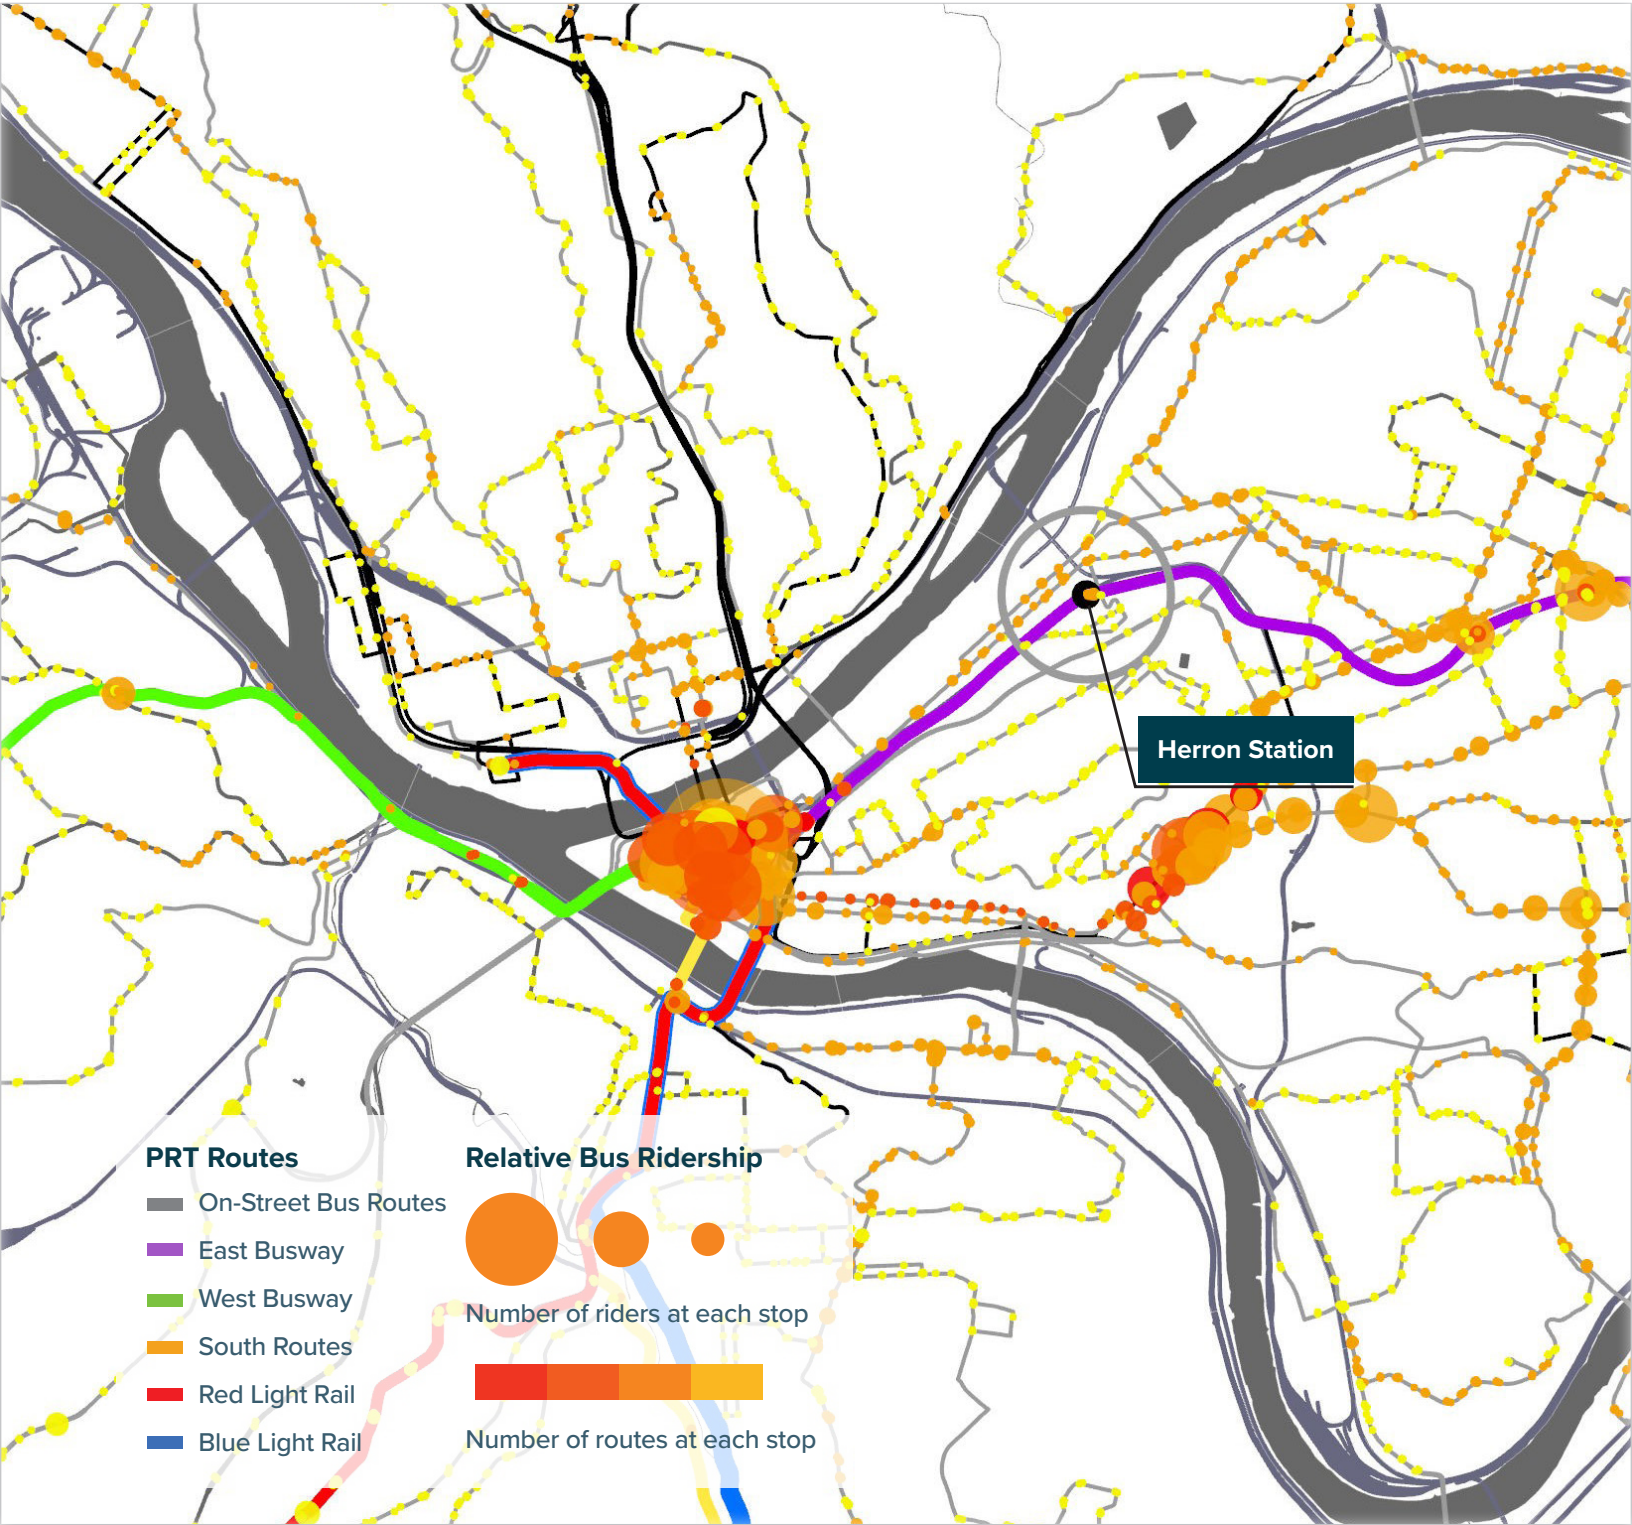 Herron Station
PRT Routes
On-Street Bus Routes
East Busway
West Busway
South Routes
Red Light Rail
Blue Light Rail
Relative Bus Ridership
Number of riders at each stop
Number of routes at each stop